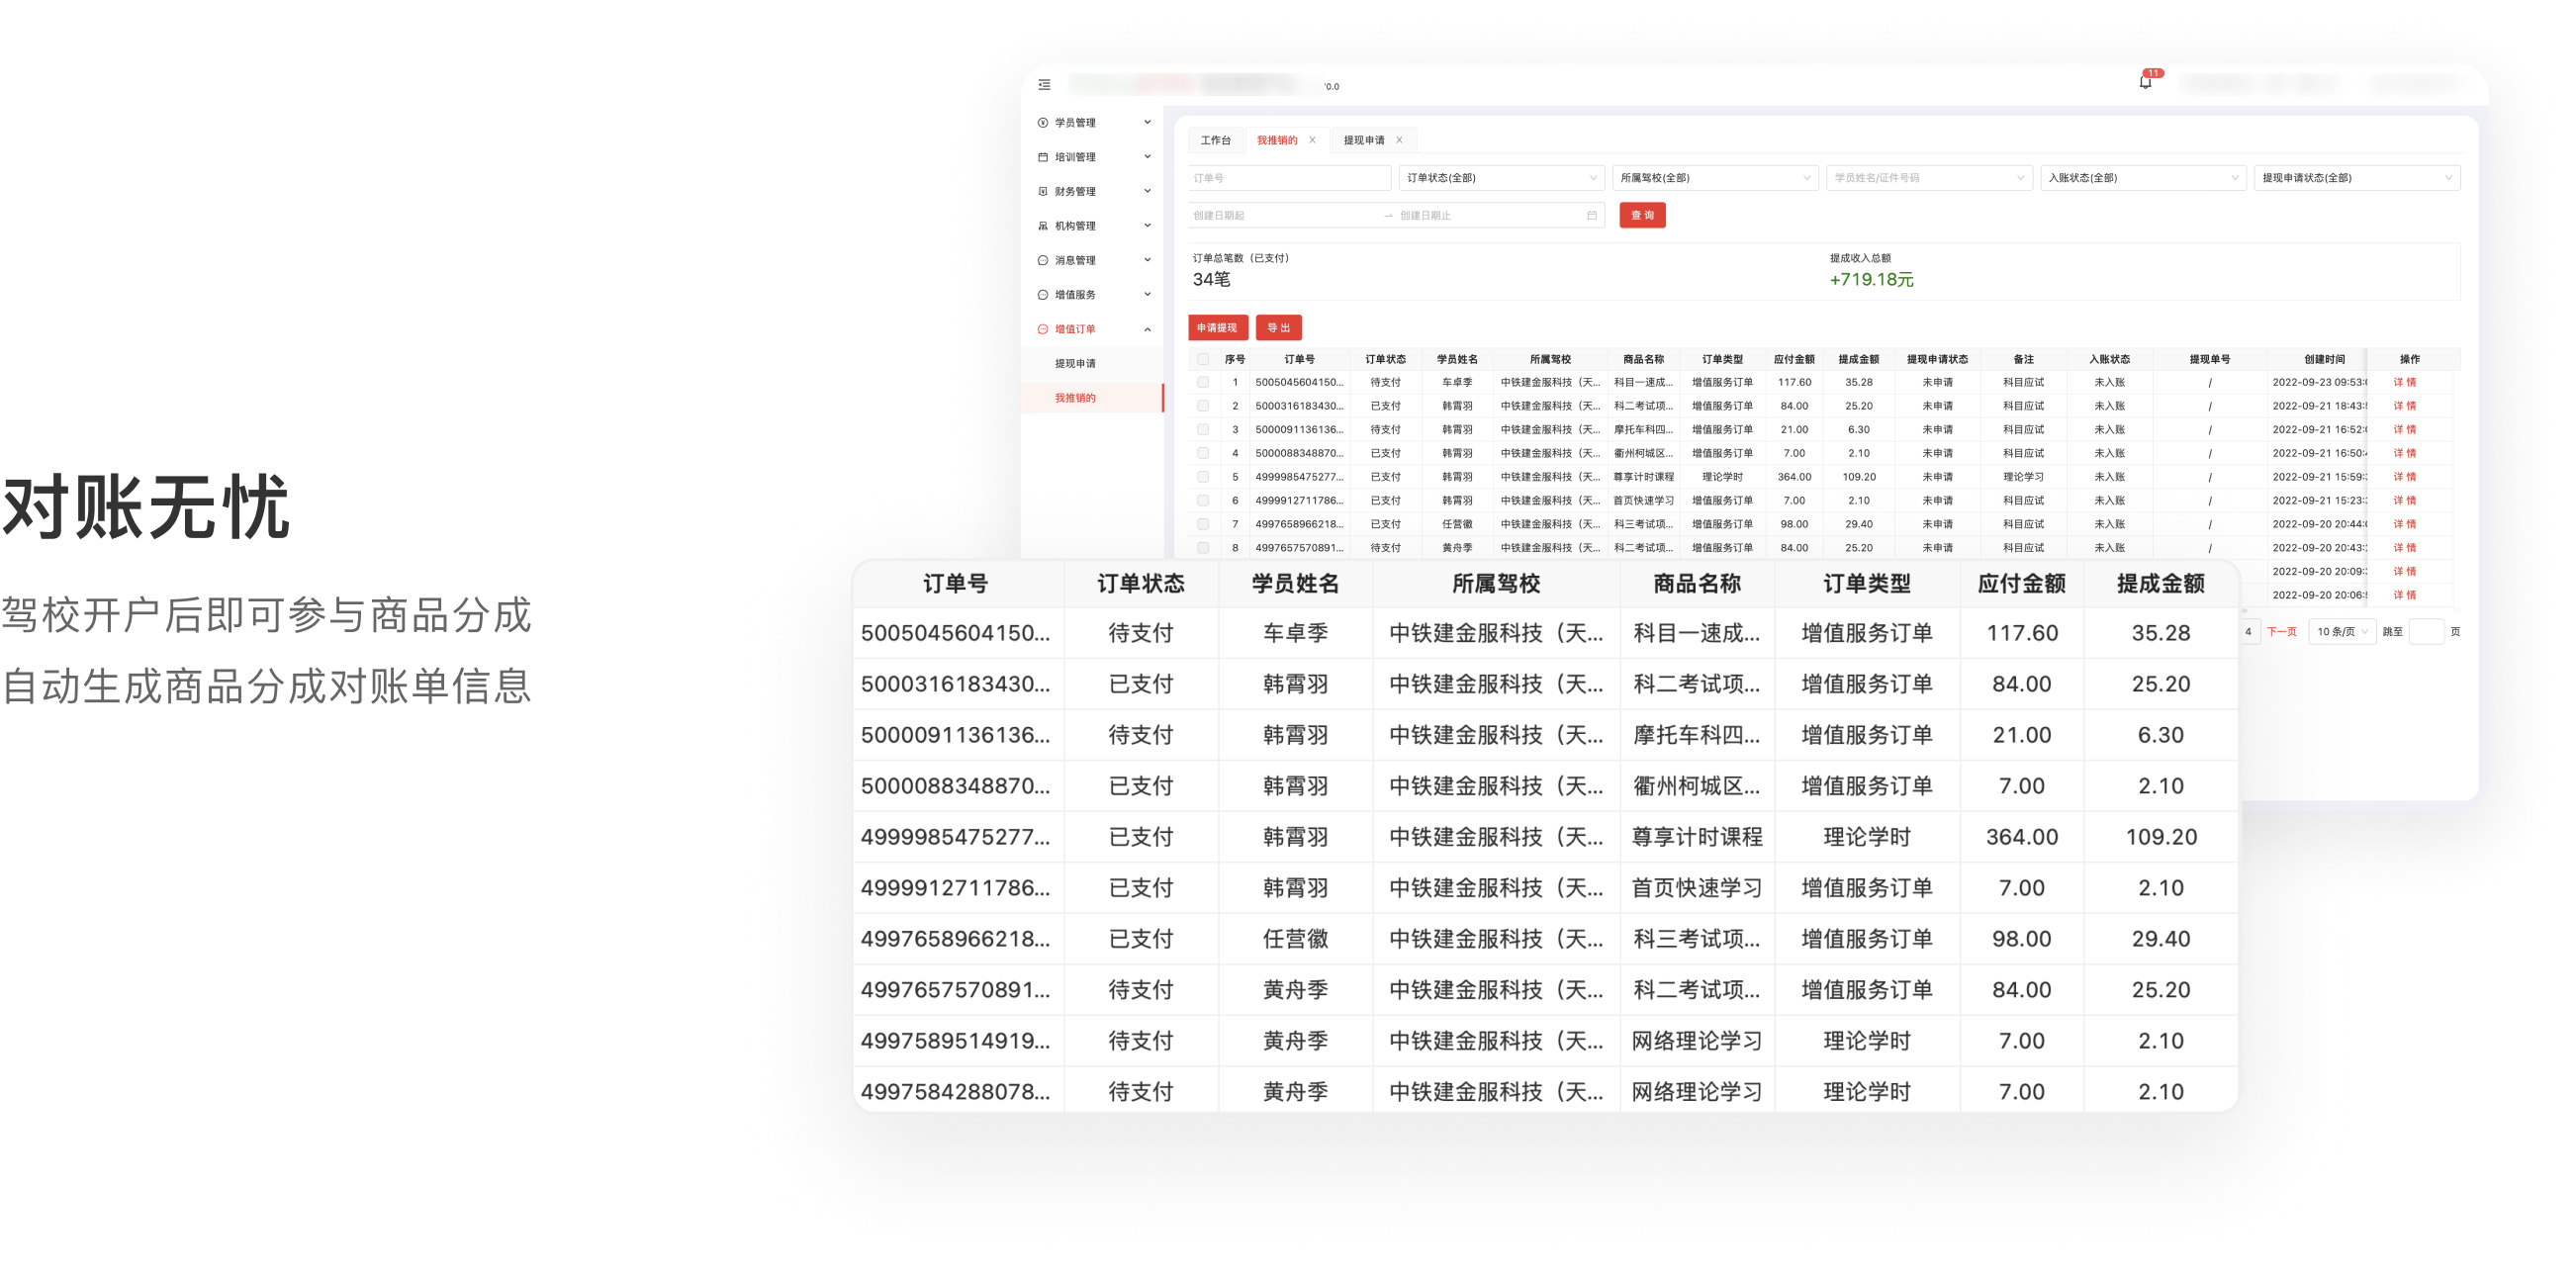 对账无忧
驾校开户后即可参与商品分成
自动生成商品分成对账单信息
11
学员管理
培训管理
财务管理
机构管理
消息管理
增值服务
增值订单
提现申请
我推销的
工作台 我推销的 × 提现申请 ×
订单号 订单状态(全部) 所属驾校(全部) 学员姓名/证件号码 入账状态(全部) 提现申请状态(全部)
创建日期起 → 创建日期止 查 询
订单总笔数（已支付） 提成收入总额
34笔 +719.18元
申请提现 导 出
序号 订单号 订单状态 学员姓名 所属驾校 商品名称 订单类型 应付金额 提成金额 提现申请状态 备注 入账状态 提现单号 创建时间 操作
1 5005045604150... 待支付 车卓季 中铁建金服科技（天... 科目一速成... 增值服务订单 117.60 35.28 未申请 科目应试 未入账 / 2022-09-23 09:53: 详 情
2 5000316183430... 已支付 韩霄羽 中铁建金服科技（天... 科二考试项... 增值服务订单 84.00 25.20 未申请 科目应试 未入账 / 2022-09-21 18:43: 详 情
3 5000091136136... 待支付 韩霄羽 中铁建金服科技（天... 摩托车科四... 增值服务订单 21.00 6.30 未申请 科目应试 未入账 / 2022-09-21 16:52: 详 情
4 5000088348870... 已支付 韩霄羽 中铁建金服科技（天... 衢州柯城区... 增值服务订单 7.00 2.10 未申请 科目应试 未入账 / 2022-09-21 16:50: 详 情
5 4999985475277... 已支付 韩霄羽 中铁建金服科技（天... 尊享计时课程 理论学时 364.00 109.20 未申请 理论学习 未入账 / 2022-09-21 15:59: 详 情
6 4999912711786... 已支付 韩霄羽 中铁建金服科技（天... 首页快速学习 增值服务订单 7.00 2.10 未申请 科目应试 未入账 / 2022-09-21 15:23: 详 情
7 4997658966218... 已支付 任营徽 中铁建金服科技（天... 科三考试项... 增值服务订单 98.00 29.40 未申请 科目应试 未入账 / 2022-09-20 20:44: 详 情
8 4997657570891... 待支付 黄舟季 中铁建金服科技（天... 科二考试项... 增值服务订单 84.00 25.20 未申请 科目应试 未入账 / 2022-09-20 20:43: 详 情
2022-09-20 20:09: 详 情
2022-09-20 20:06: 详 情
4 下一页 10 条/页 跳至 页
订单号 订单状态 学员姓名 所属驾校 商品名称 订单类型 应付金额 提成金额
5005045604150... 待支付 车卓季 中铁建金服科技（天... 科目一速成... 增值服务订单 117.60 35.28
5000316183430... 已支付 韩霄羽 中铁建金服科技（天... 科二考试项... 增值服务订单 84.00 25.20
5000091136136... 待支付 韩霄羽 中铁建金服科技（天... 摩托车科四... 增值服务订单 21.00 6.30
5000088348870... 已支付 韩霄羽 中铁建金服科技（天... 衢州柯城区... 增值服务订单 7.00 2.10
4999985475277... 已支付 韩霄羽 中铁建金服科技（天... 尊享计时课程 理论学时 364.00 109.20
4999912711786... 已支付 韩霄羽 中铁建金服科技（天... 首页快速学习 增值服务订单 7.00 2.10
4997658966218... 已支付 任营徽 中铁建金服科技（天... 科三考试项... 增值服务订单 98.00 29.40
4997657570891... 待支付 黄舟季 中铁建金服科技（天... 科二考试项... 增值服务订单 84.00 25.20
4997589514919... 待支付 黄舟季 中铁建金服科技（天... 网络理论学习 理论学时 7.00 2.10
4997584288078... 待支付 黄舟季 中铁建金服科技（天... 网络理论学习 理论学时 7.00 2.10